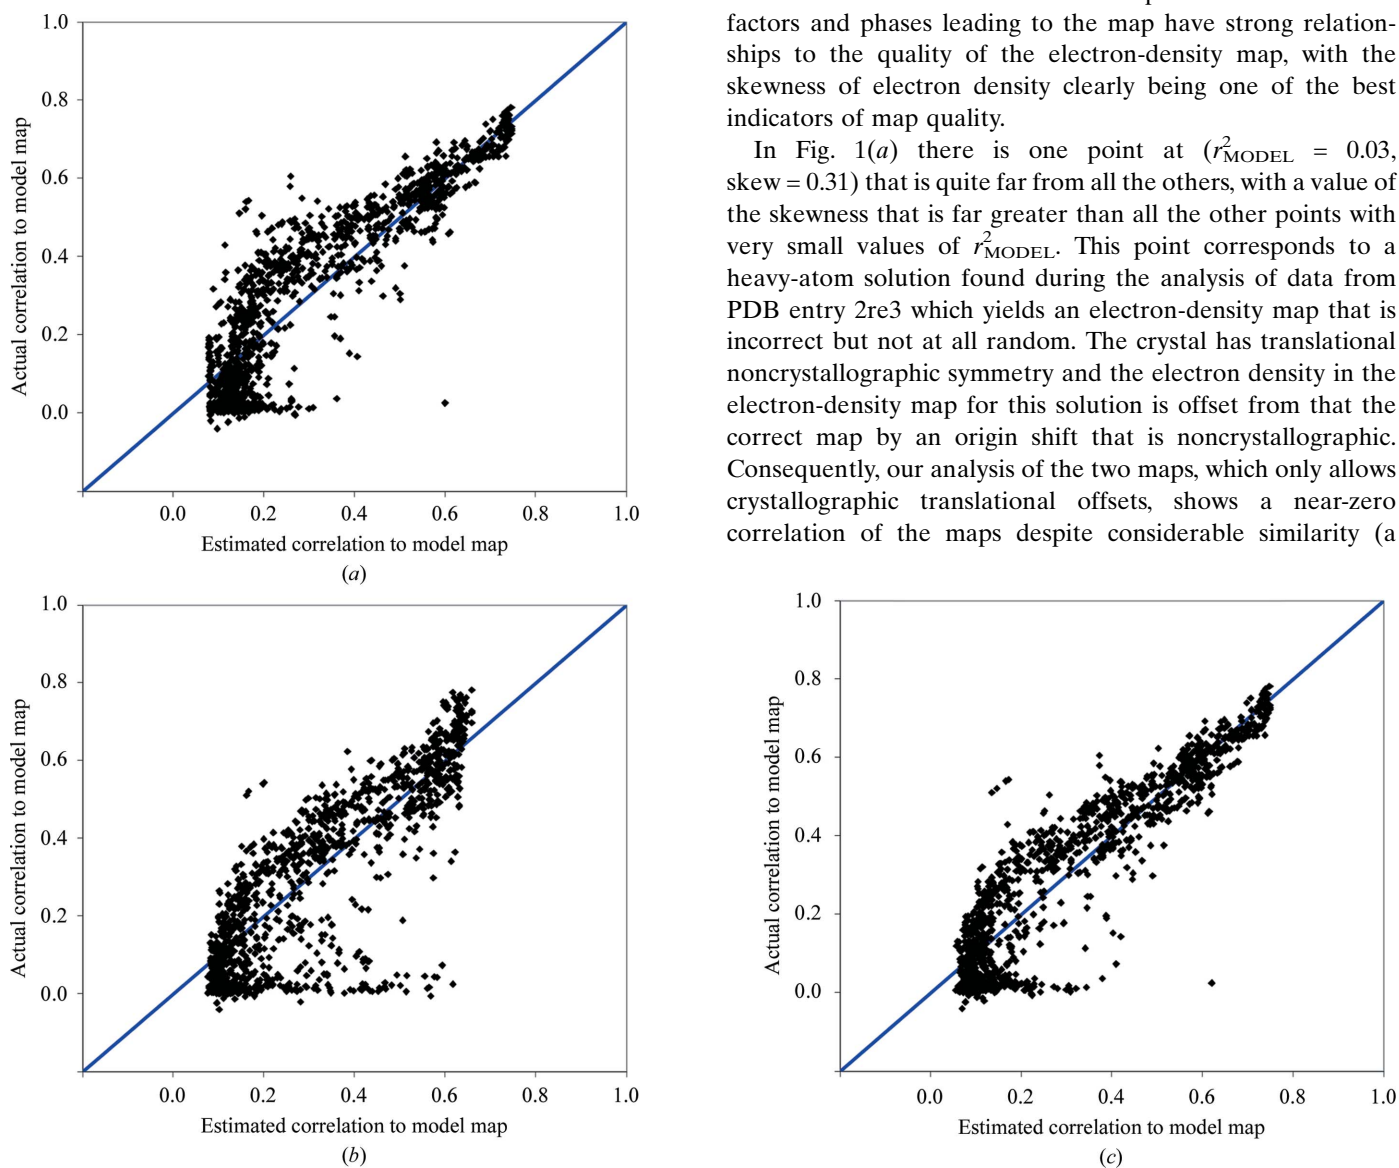 1.0
0.8
0.6
0.4
0.2
0.0
Actual correlation to model map
0.0 0.2 0.4 0.6 0.8 1.0
Estimated correlation to model map
(a)
factors and phases leading to the map have strong relation-
ships to the quality of the electron-density map, with the
skewness of electron density clearly being one of the best
indicators of map quality.
In Fig. 1(a) there is one point at (r²MODEL = 0.03,
skew = 0.31) that is quite far from all the others, with a value of
the skewness that is far greater than all the other points with
very small values of r²MODEL. This point corresponds to a
heavy-atom solution found during the analysis of data from
PDB entry 2re3 which yields an electron-density map that is
incorrect but not at all random. The crystal has translational
noncrystallographic symmetry and the electron density in the
electron-density map for this solution is offset from that the
correct map by an origin shift that is noncrystallographic.
Consequently, our analysis of the two maps, which only allows
crystallographic translational offsets, shows a near-zero
correlation of the maps despite considerable similarity (a
1.0
0.8
0.6
0.4
0.2
0.0
Actual correlation to model map
0.0 0.2 0.4 0.6 0.8 1.0
Estimated correlation to model map
(b)
1.0
0.8
0.6
0.4
0.2
0.0
Actual correlation to model map
0.0 0.2 0.4 0.6 0.8 1.0
Estimated correlation to model map
(c)